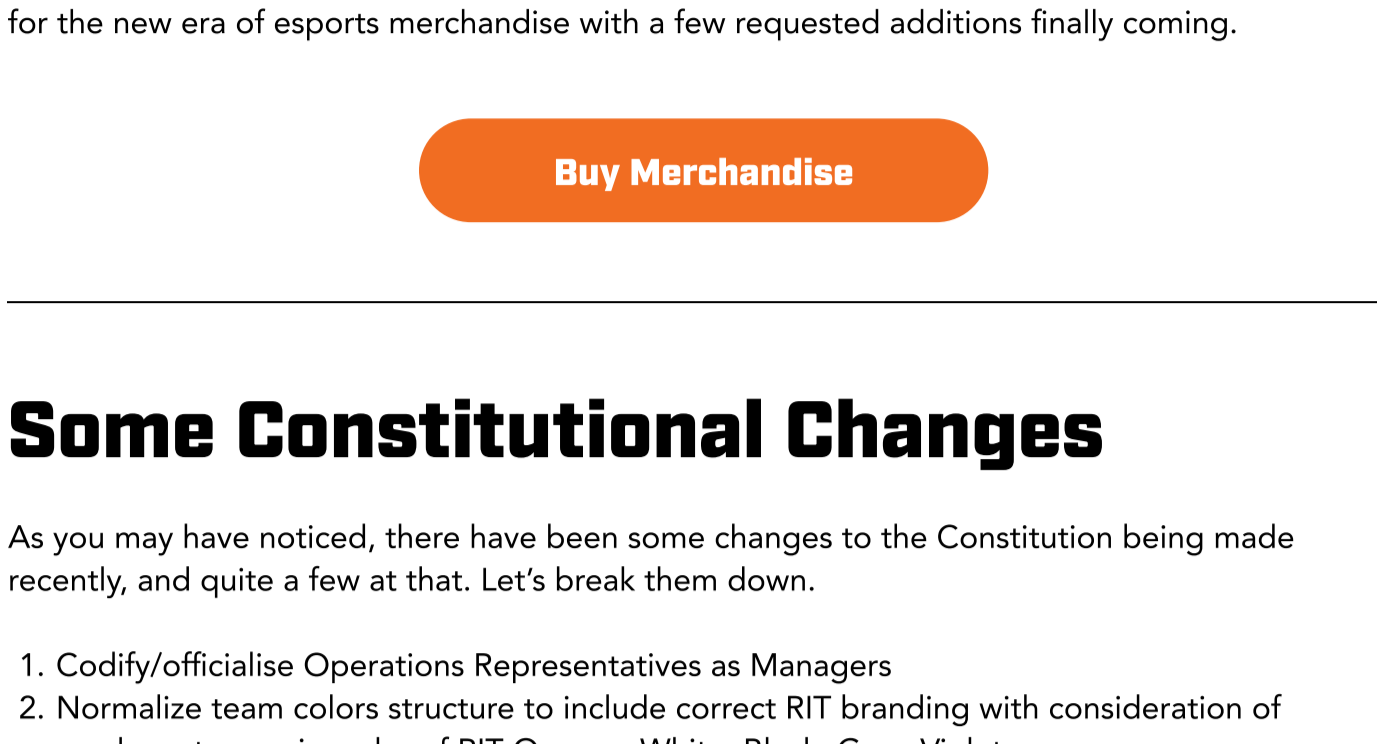 for the new era of esports merchandise with a few requested additions finally coming.
Buy Merchandise
Some Constitutional Changes
As you may have noticed, there have been some changes to the Constitution being made
recently, and quite a few at that. Let's break them down.
1. Codify/officialise Operations Representatives as Managers
2. Normalize team colors structure to include correct RIT branding with consideration of